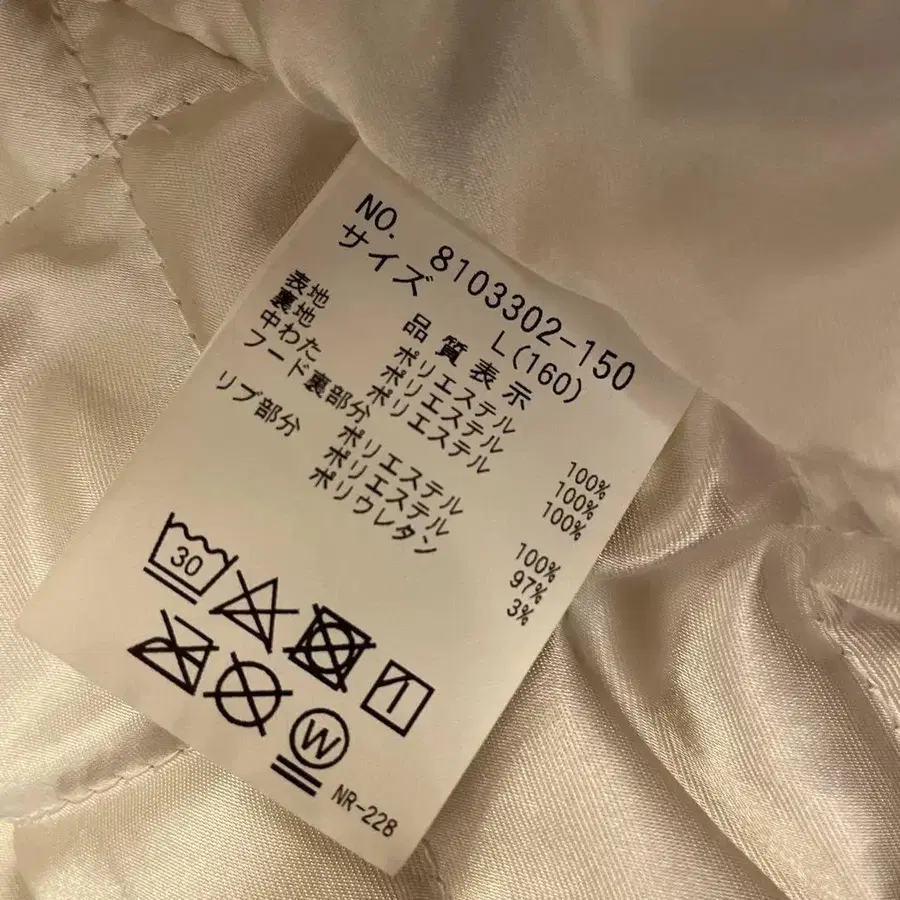 NO. 8103302-150
サイズ L(160)
品質表示
表地 ポリエステル 100%
裏地 ポリエステル 100%
中わた ポリエステル 100%
フード裏部分
ポリエステル 100%
リブ部分 ポリエステル 97%
ポリウレタン 3%
30
W
NR-228